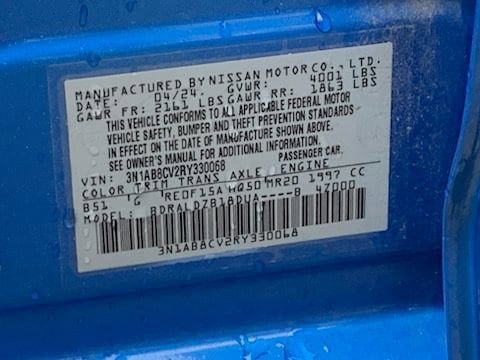 MANUFACTURED BY NISSAN MOTOR CO., LTD.
DATE: 04/24. GVWR: 4001 LBS
GAWR FR: 2161 LBS GAWR RR: 1863 LBS
THIS VEHICLE CONFORMS TO ALL APPLICABLE FEDERAL MOTOR
VEHICLE SAFETY, BUMPER, AND THEFT PREVENTION STANDARDS
IN EFFECT ON THE DATE OF MANUFACTURE SHOWN ABOVE.
SEE OWNER'S MANUAL FOR ADDITIONAL INFORMATION.
VIN: 3N1AB8CV2RY330068 PASSENGER CAR.
COLOR TRIM TRANS AXLE ENGINE
B51 'G RE0F15A HQ50 MR20 1997 CC
MODEL: BDRALDZB18DUA----B 4Z000
3N1AB8CV2RY330068